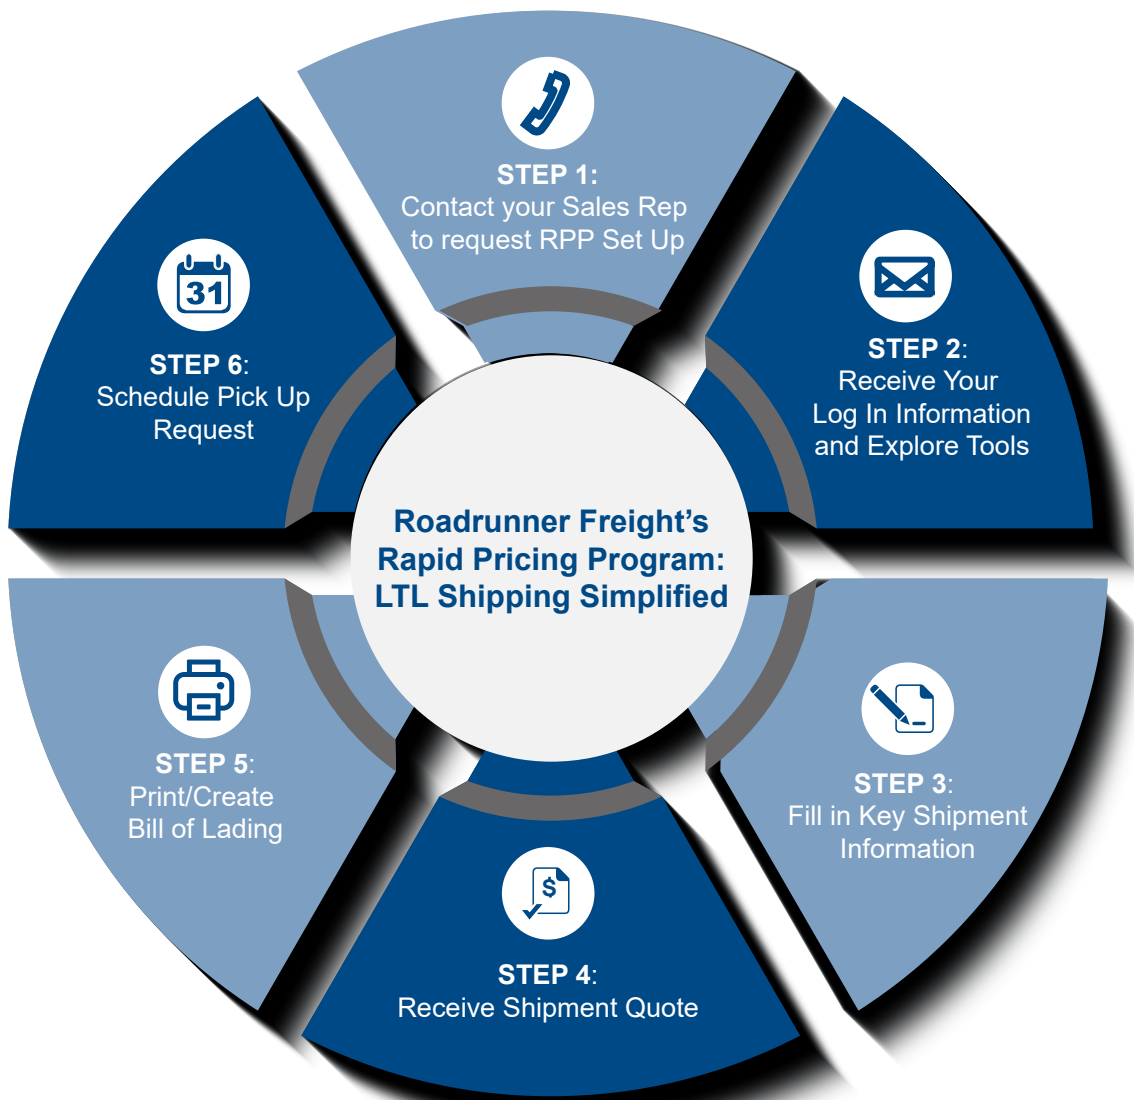 STEP 1:
Contact your Sales Rep
to request RPP Set Up
STEP 2:
Receive Your
Log In Information
and Explore Tools
STEP 3:
Fill in Key Shipment
Information
$
STEP 4:
Receive Shipment Quote
STEP 5:
Print/Create
Bill of Lading
31
STEP 6:
Schedule Pick Up
Request
Roadrunner Freight’s
Rapid Pricing Program:
LTL Shipping Simplified